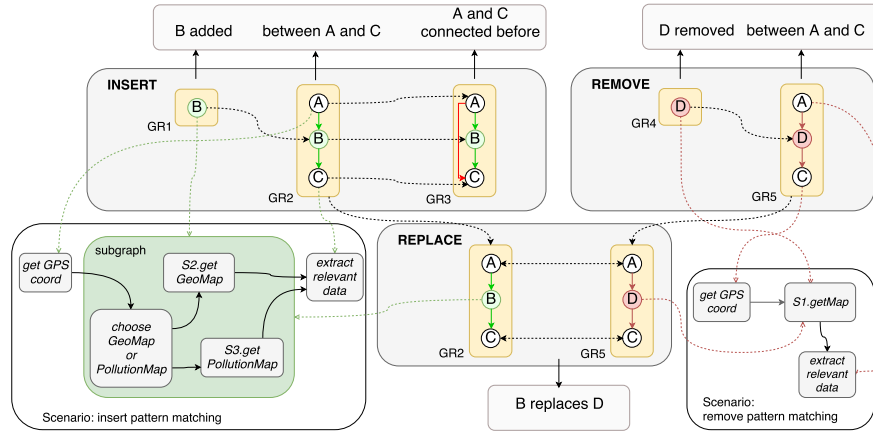 B added
between A and C
A and C
connected before
D removed
between A and C
INSERT
B
GR1
A
B
C
GR2
A
B
C
GR3
REMOVE
D
GR4
A
D
C
GR5
REPLACE
A
B
C
GR2
A
D
C
GR5
B replaces D
subgraph
get GPS
coord
S2.get
GeoMap
extract
relevant
data
choose
GeoMap
or
PollutionMap
S3.get
PollutionMap
Scenario: insert pattern matching
get GPS
coord
S1.getMap
extract
relevant
data
Scenario:
remove pattern matching